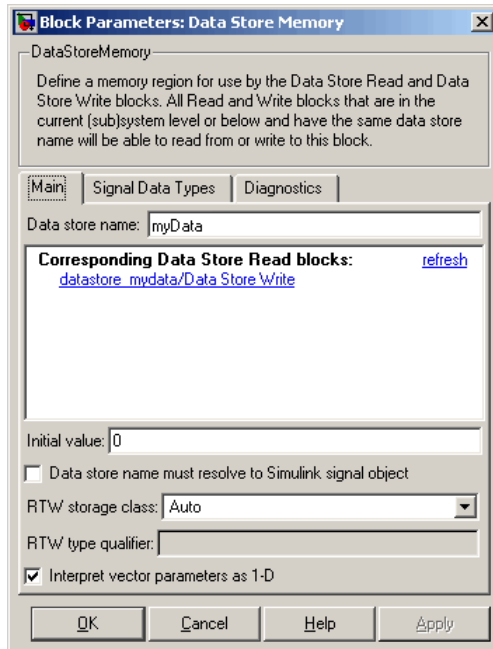 Block Parameters: Data Store Memory
DataStoreMemory
Define a memory region for use by the Data Store Read and Data
Store Write blocks. All Read and Write blocks that are in the
current (sub)system level or below and have the same data store
name will be able to read from or write to this block.
Main Signal Data Types Diagnostics
Data store name: myData
Corresponding Data Store Read blocks: refresh
datastore_mydata/Data Store Write
Initial value: 0
Data store name must resolve to Simulink signal object
RTW storage class: Auto
RTW type qualifier:
Interpret vector parameters as 1-D
OK Cancel Help Apply